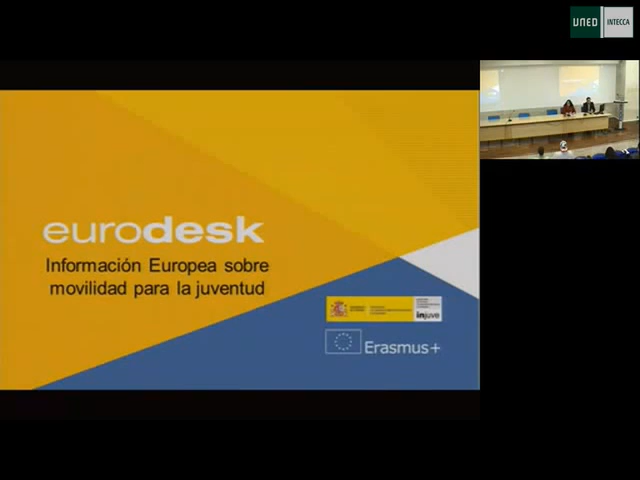 UNED
INTECCA
eurodesk
Información Europea sobre
movilidad para la juventud
injuve
Erasmus+